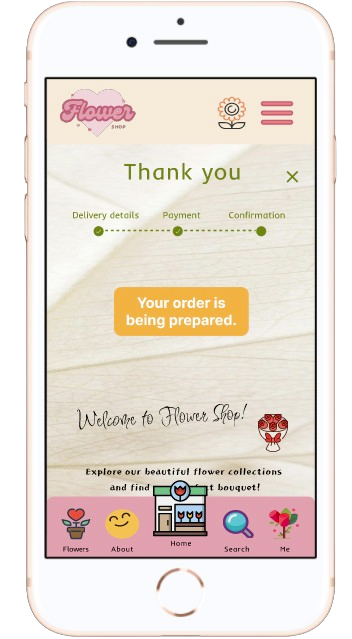 Flower
SHOP
Thank you
Delivery details Payment Confirmation
Your order is
being prepared.
Welcome to Flower Shop!
Explore our beautiful flower collections
and find bouquet!
Flowers About Home Search Me